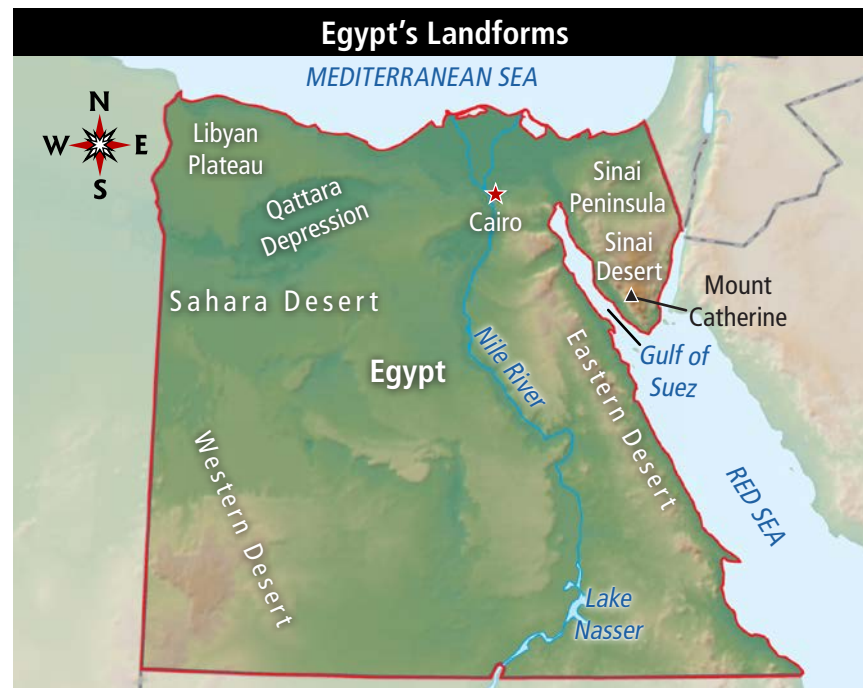 Egypt's Landforms
MEDITERRANEAN SEA
N
W
E
S
Libyan
Plateau
Qattara
Depression
Cairo
Sinai
Peninsula
Sinai
Desert
Mount
Catherine
Sahara Desert
Egypt
Nile River
Eastern Desert
Gulf of
Suez
Western Desert
RED SEA
Lake
Nasser